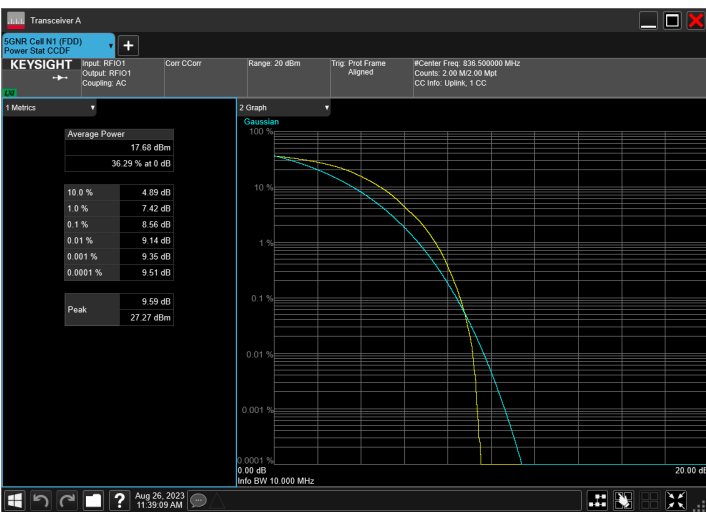 Transceiver A
5GNR Cell N1 (FDD)
Power Stat CCDF
KEYSIGHT
Input: RFIO1
Output: RFIO1
Coupling: AC
Corr CCorr
Range: 20 dBm
Trig: Prot Frame
Aligned
#Center Freq: 836.500000 MHz
Counts: 2.00 M/2.00 Mpt
CC Info: Uplink, 1 CC
LXI
1 Metrics
Average Power
17.68 dBm
36.29 % at 0 dB
10.0 % 4.89 dB
1.0 % 7.42 dB
0.1 % 8.56 dB
0.01 % 9.14 dB
0.001 % 9.35 dB
0.0001 % 9.51 dB
Peak 9.59 dB
27.27 dBm
2 Graph
Gaussian
100 %
10 %
1 %
0.1 %
0.01 %
0.001 %
0.0001 %
0.00 dB 20.00 dB
Info BW 10.000 MHz
Aug 26, 2023
11:39:09 AM